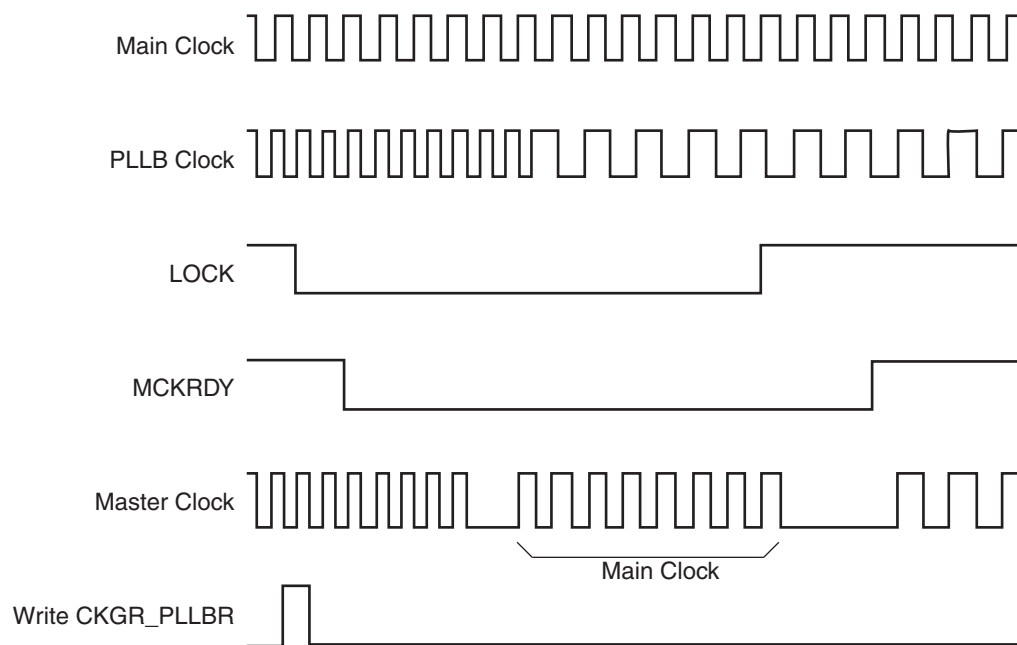 Main Clock
PLLB Clock
LOCK
MCKRDY
Master Clock
Main Clock
Write CKGR_PLLBR